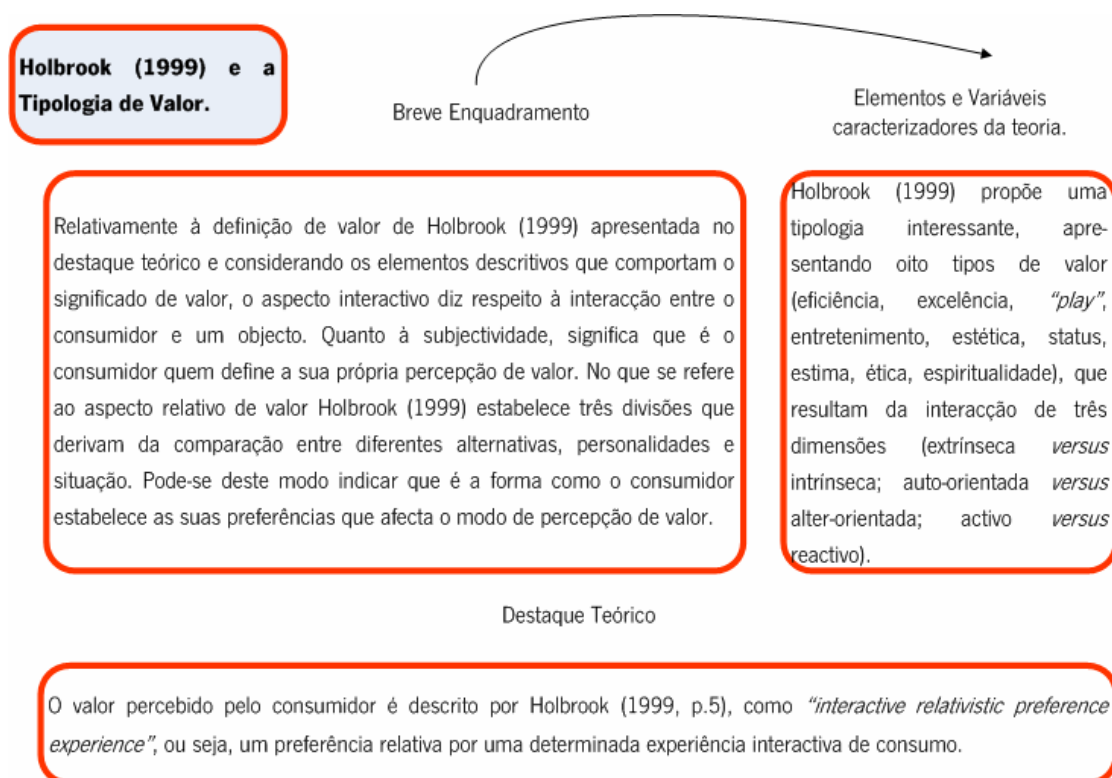 Holbrook (1999) e a
Tipologia de Valor.
Breve Enquadramento
Elementos e Variáveis
caracterizadores da teoria.
Relativamente à definição de valor de Holbrook (1999) apresentada no
destaque teórico e considerando os elementos descritivos que comportam o
significado de valor, o aspecto interactivo diz respeito à interacção entre o
consumidor e um objecto. Quanto à subjectividade, significa que é o
consumidor quem define a sua própria percepção de valor. No que se refere
ao aspecto relativo de valor Holbrook (1999) estabelece três divisões que
derivam da comparação entre diferentes alternativas, personalidades e
situação. Pode-se deste modo indicar que é a forma como o consumidor
estabelece as suas preferências que afecta o modo de percepção de valor.
Holbrook (1999) propõe uma
tipologia interessante, apre-
sentando oito tipos de valor
(eficiência, excelência, “play”,
entretenimento, estética, status,
estima, ética, espiritualidade), que
resultam da interacção de três
dimensões (extrínseca versus
intrínseca; auto-orientada versus
alter-orientada; activo versus
reactivo).
Destaque Teórico
O valor percebido pelo consumidor é descrito por Holbrook (1999, p.5), como “interactive relativistic preference
experience”, ou seja, um preferência relativa por uma determinada experiência interactiva de consumo.